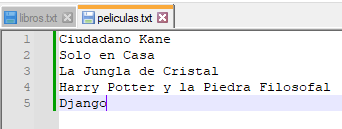 libros.txt peliculas.txt
1 Ciudadano Kane
2 Solo en Casa
3 La Jungla de Cristal
4 Harry Potter y la Piedra Filosofal
5 Django